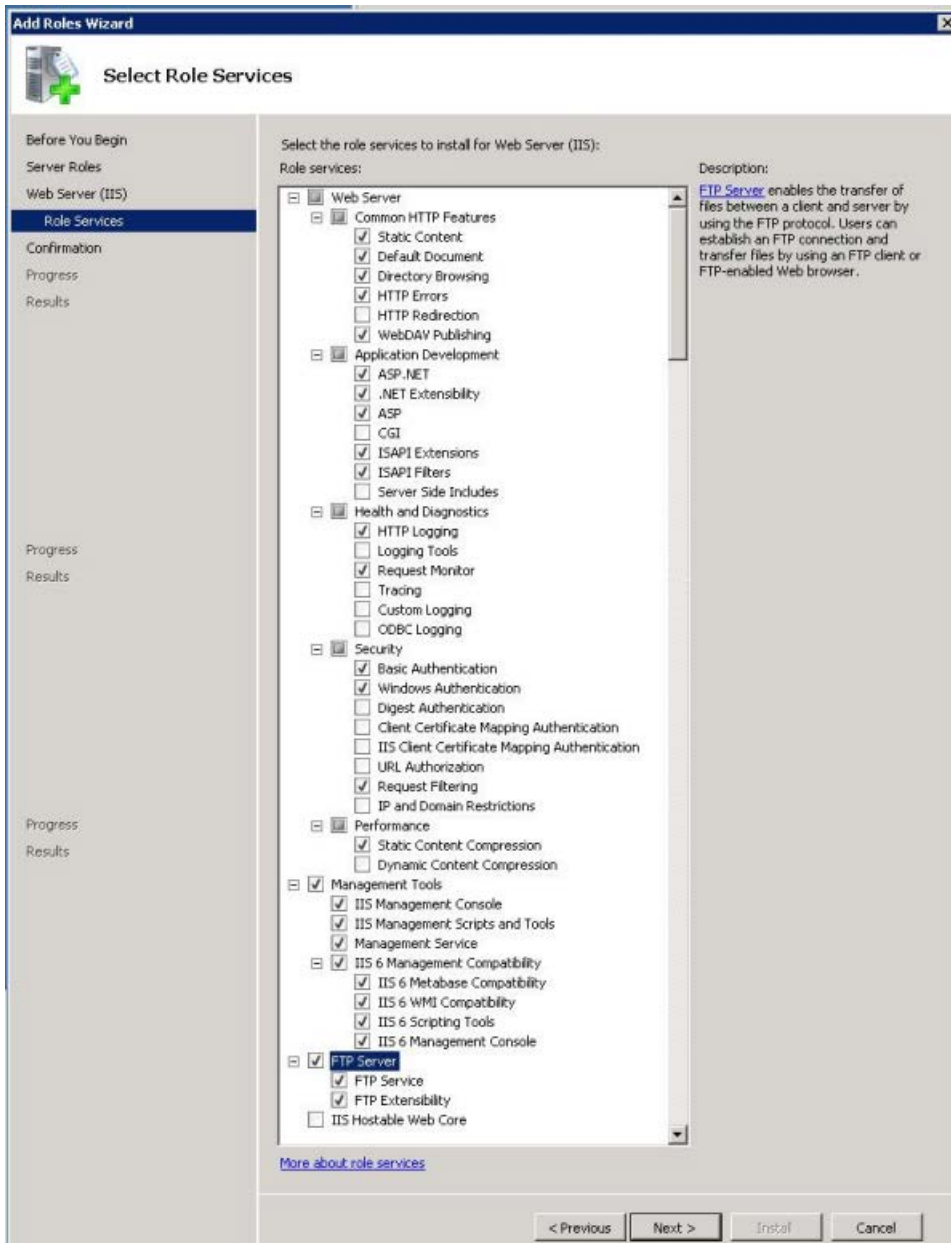 Add Roles Wizard
Select Role Services
Before You Begin
Server Roles
Web Server (IIS)
Role Services
Confirmation
Progress
Results
Progress
Results
Progress
Results
Select the role services to install for Web Server (IIS):
Role services:
Web Server
Common HTTP Features
Static Content
Default Document
Directory Browsing
HTTP Errors
HTTP Redirection
WebDAV Publishing
Application Development
ASP.NET
.NET Extensibility
ASP
CGI
ISAPI Extensions
ISAPI Filters
Server Side Includes
Health and Diagnostics
HTTP Logging
Logging Tools
Request Monitor
Tracing
Custom Logging
ODBC Logging
Security
Basic Authentication
Windows Authentication
Digest Authentication
Client Certificate Mapping Authentication
IIS Client Certificate Mapping Authentication
URL Authorization
Request Filtering
IP and Domain Restrictions
Performance
Static Content Compression
Dynamic Content Compression
Management Tools
IIS Management Console
IIS Management Scripts and Tools
Management Service
IIS 6 Management Compatibility
IIS 6 Metabase Compatibility
IIS 6 WMI Compatibility
IIS 6 Scripting Tools
IIS 6 Management Console
FTP Server
FTP Service
FTP Extensibility
IIS Hostable Web Core
More about role services
Description:
FTP Server enables the transfer of
files between a client and server by
using the FTP protocol. Users can
establish an FTP connection and
transfer files by using an FTP client or
FTP-enabled Web browser.
< Previous
Next >
Install
Cancel